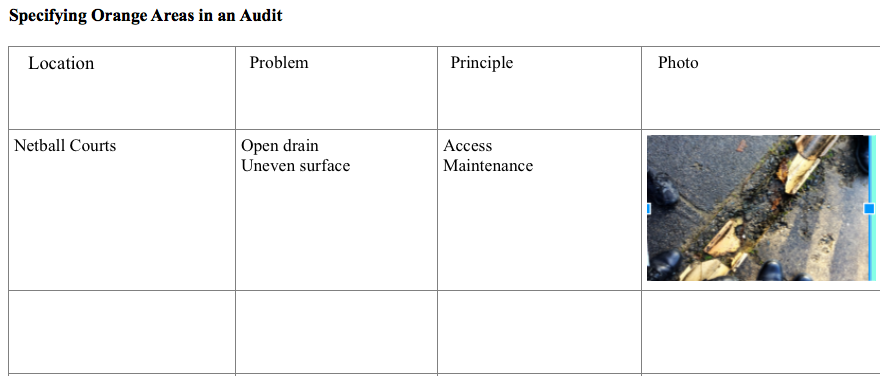 Specifying Orange Areas in an Audit
Location Problem Principle Photo
Netball Courts Open drain Access
Uneven surface Maintenance